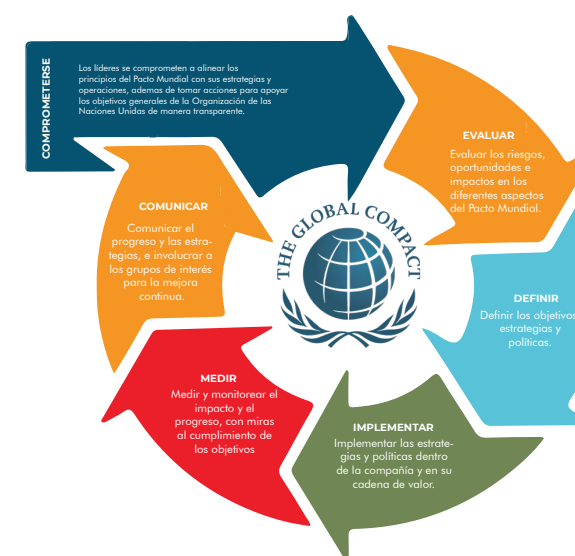 COMPROMETERSE
Los líderes se comprometen a alinear los
principios del Pacto Mundial con sus estrategias y
operaciones, ademas de tomar acciones para apoyar
los objetivos generales de la Organización de las
Naciones Unidas de manera transparente.
EVALUAR
Evaluar los riesgos,
oportunidades e
impactos en los
diferentes aspectos
del Pacto Mundial.
DEFINIR
Definir los objetivos
estrategias y
políticas.
IMPLEMENTAR
Implementar las estrate-
gias y políticas dentro
de la compañía y en su
cadena de valor.
MEDIR
Medir y monitorear el
impacto y el
progreso, con miras
al cumplimiento de
los objetivos
COMUNICAR
Comunicar el
progreso y las estra-
tegias, e involucrar a
los grupos de interés
para la mejora
continua.
THE GLOBAL COMPACT